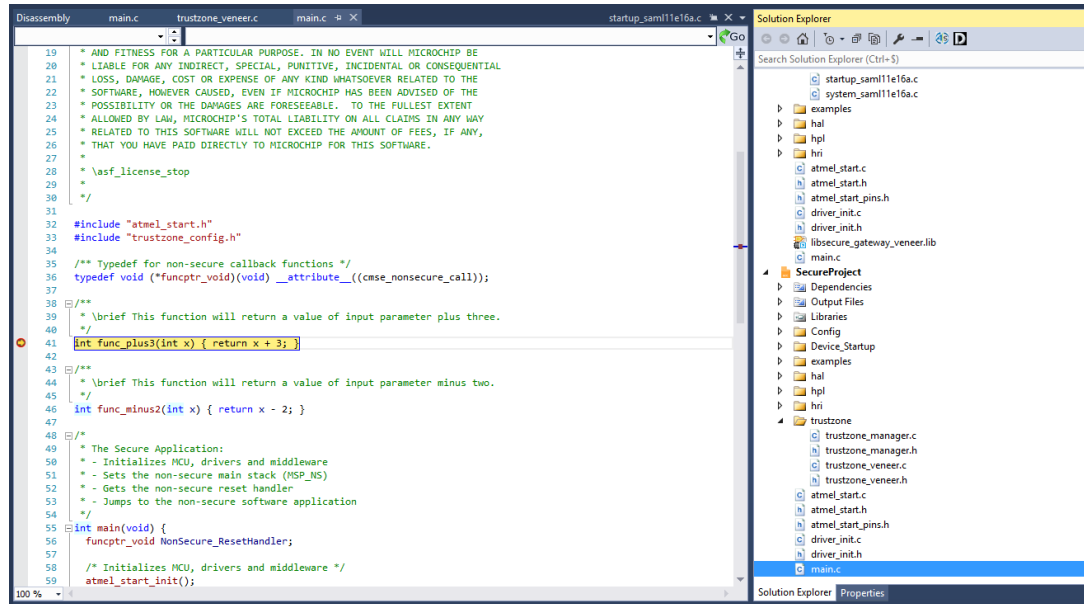 Disassembly main.c trustzone_veneer.c main.c startup_saml11e16a.c
Go
19 * AND FITNESS FOR A PARTICULAR PURPOSE. IN NO EVENT WILL MICROCHIP BE
20 * LIABLE FOR ANY INDIRECT, SPECIAL, PUNITIVE, INCIDENTAL OR CONSEQUENTIAL
21 * LOSS, DAMAGE, COST OR EXPENSE OF ANY KIND WHATSOEVER RELATED TO THE
22 * SOFTWARE, HOWEVER CAUSED, EVEN IF MICROCHIP HAS BEEN ADVISED OF THE
23 * POSSIBILITY OR THE DAMAGES ARE FORESEEABLE.  TO THE FULLEST EXTENT
24 * ALLOWED BY LAW, MICROCHIP'S TOTAL LIABILITY ON ALL CLAIMS IN ANY WAY
25 * RELATED TO THIS SOFTWARE WILL NOT EXCEED THE AMOUNT OF FEES, IF ANY,
26 * THAT YOU HAVE PAID DIRECTLY TO MICROCHIP FOR THIS SOFTWARE.
27 *
28 * \asf_license_stop
29 *
30 */
31
32 #include "atmel_start.h"
33 #include "trustzone_config.h"
34
35 /** Typedef for non-secure callback functions */
36 typedef void (*funcptr_void)(void) __attribute__((cmse_nonsecure_call));
37
38 /**
39 * \brief This function will return a value of input parameter plus three.
40 */
41 int func_plus3(int x) { return x + 3; }
42
43 /**
44 * \brief This function will return a value of input parameter minus two.
45 */
46 int func_minus2(int x) { return x - 2; }
47
48 /*
49 * The Secure Application:
50 * - Initializes MCU, drivers and middleware
51 * - Sets the non-secure main stack (MSP_NS)
52 * - Gets the non-secure reset handler
53 * - Jumps to the non-secure software application
54 */
55 int main(void) {
56 funcptr_void NonSecure_ResetHandler;
57
58 /* Initializes MCU, drivers and middleware */
59 atmel_start_init();
100 %
Solution Explorer
Search Solution Explorer (Ctrl+$)
startup_saml11e16a.c
system_saml11e16a.c
examples
hal
hpl
hri
atmel_start.c
atmel_start.h
atmel_start_pins.h
driver_init.c
driver_init.h
libsecure_gateway_veneer.lib
main.c
SecureProject
Dependencies
Output Files
Libraries
Config
Device_Startup
examples
hal
hpl
hri
trustzone
trustzone_manager.c
trustzone_manager.h
trustzone_veneer.c
trustzone_veneer.h
atmel_start.c
atmel_start.h
atmel_start_pins.h
driver_init.c
driver_init.h
main.c
Solution Explorer Properties